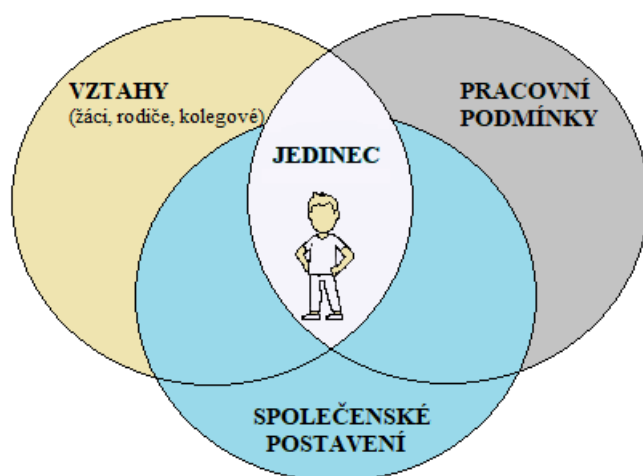 VZTAHY
(žáci, rodiče, kolegové)
PRACOVNÍ
PODMÍNKY
JEDINEC
SPOLEČENSKÉ
POSTAVENÍ